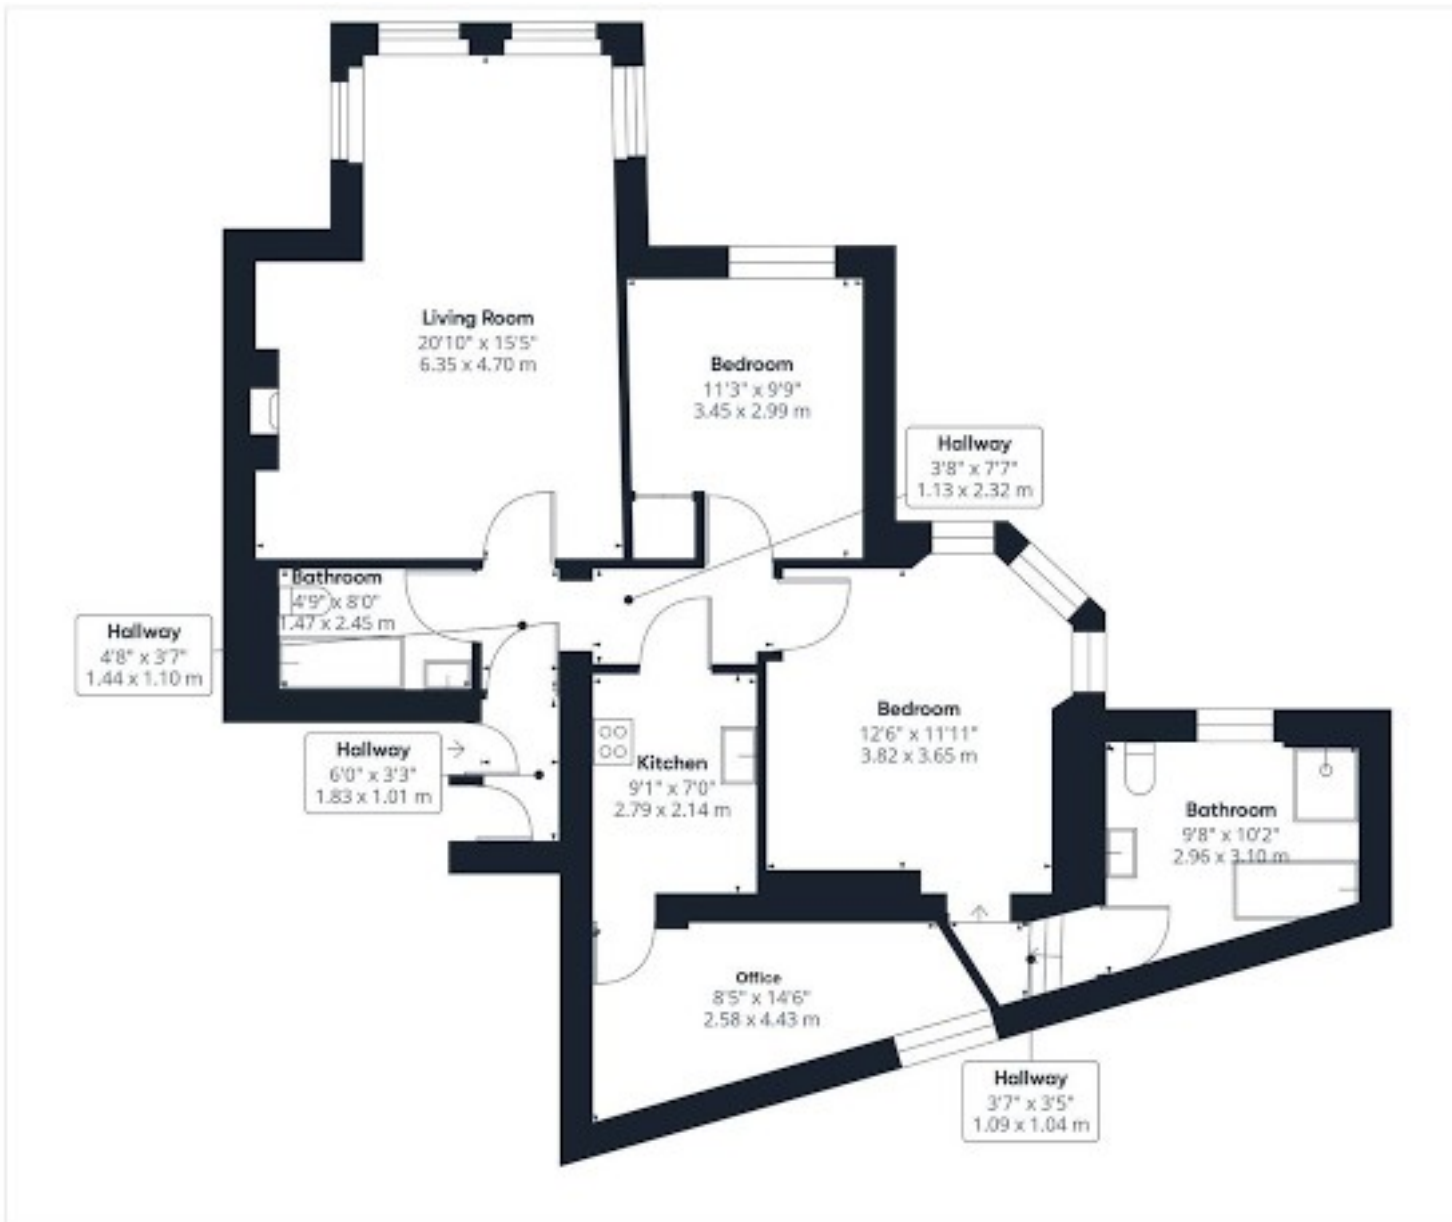 Living Room
20'10" x 15'5"
6.35 x 4.70 m
Bedroom
11'3" x 9'9"
3.45 x 2.99 m
Hallway
3'8" x 7'7"
1.13 x 2.32 m
Bathroom
4'9" x 8'0"
1.47 x 2.45 m
Hallway
4'8" x 3'7"
1.44 x 1.10 m
Hallway
6'0" x 3'3"
1.83 x 1.01 m
Kitchen
9'1" x 7'0"
2.79 x 2.14 m
Bedroom
12'6" x 11'11"
3.82 x 3.65 m
Bathroom
9'8" x 10'2"
2.96 x 3.10 m
Office
8'5" x 14'6"
2.58 x 4.43 m
Hallway
3'7" x 3'5"
1.09 x 1.04 m